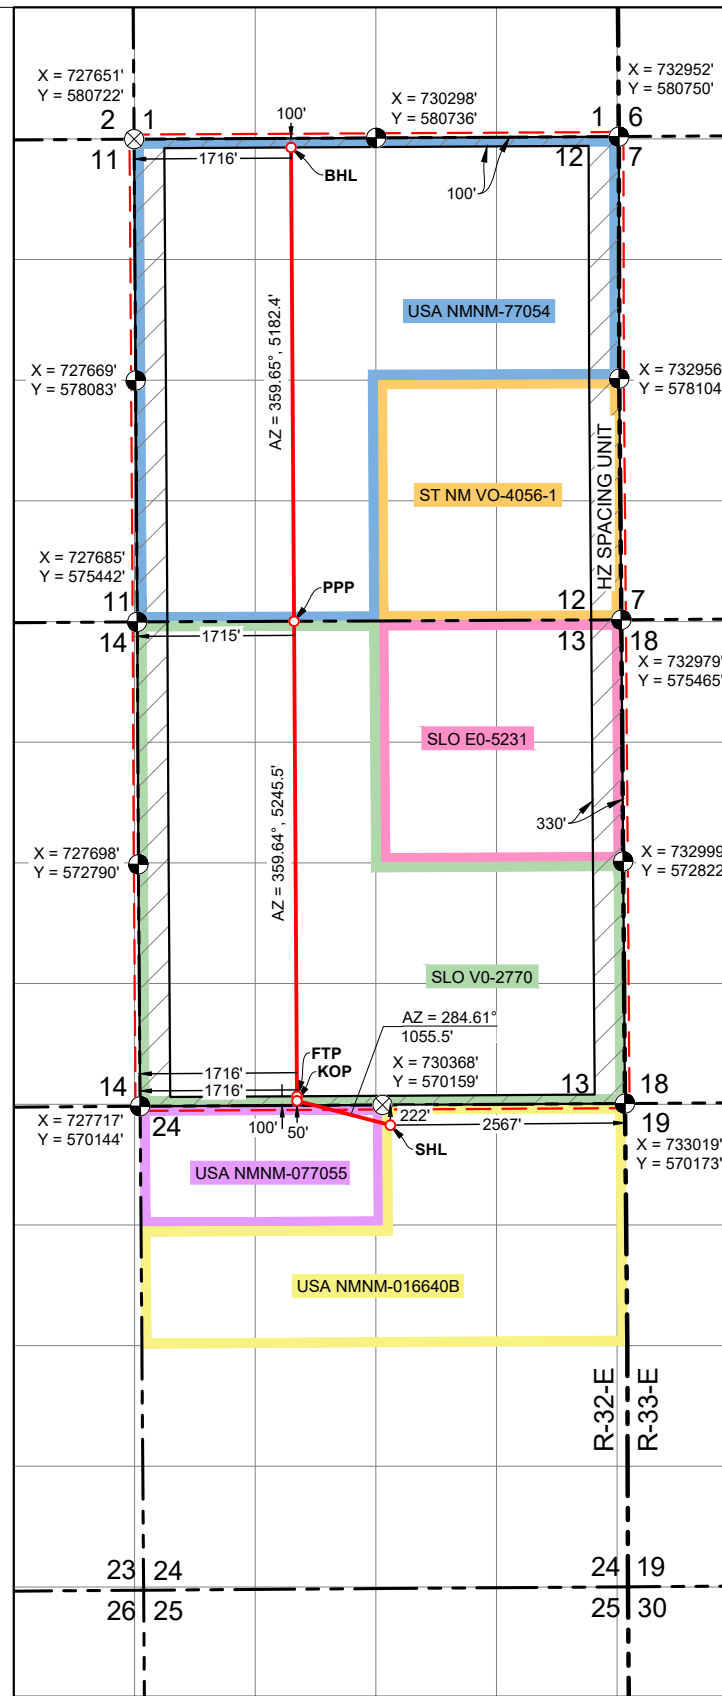 X = 727651'
Y = 580722'
X = 732952'
Y = 580750'
X = 730298'
Y = 580736'
2 1
1 6
100'
11
12 7
1716'
BHL
100'
USA NMNM-77054
AZ = 359.65°, 5182.4'
X = 727669'
Y = 578083'
X = 732956
Y = 578104
HZ SPACING UNIT
ST NM VO-4056-1
X = 727685'
Y = 575442'
PPP
11
12 7
14
1715'
13 18
X = 732979'
Y = 575465'
SLO E0-5231
AZ = 359.64°, 5245.5'
330'
X = 727698'
Y = 572790'
X = 732999
Y = 572822
SLO V0-2770
AZ = 284.61°
1055.5'
FTP
KOP
X = 730368'
Y = 570159'
1716'
1716'
14
13 18
X = 727717'
Y = 570144'
24
100'
50'
222'
2567'
19
SHL
X = 733019'
Y = 570173'
USA NMNM-077055
USA NMNM-016640B
R-32-E
R-33-E
23 24
24 19
26 25
25 30